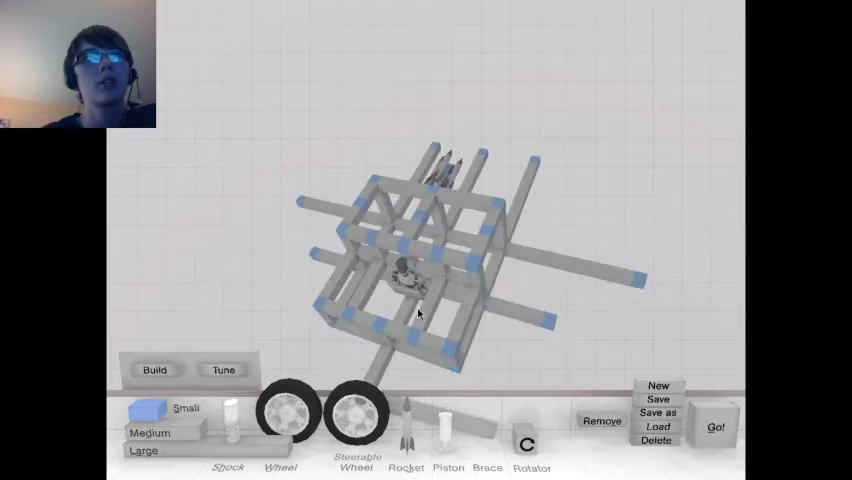 Build Tune
New
Small
Save
Medium
Save as
Remove
Load
Go!
Large
Delete
C
Steerable
Shock Wheel Wheel Rocket Piston Brace Rotator